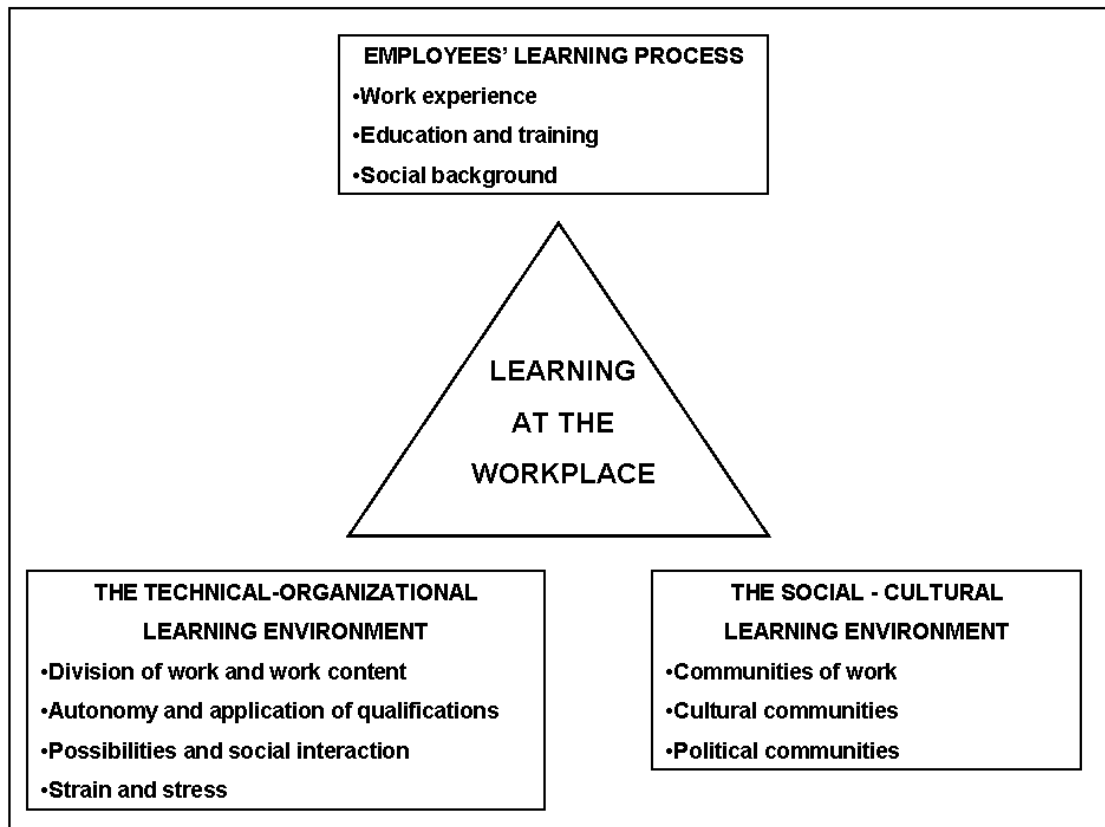 EMPLOYEES’ LEARNING PROCESS
•Work experience
•Education and training
•Social background
LEARNING
AT THE
WORKPLACE
THE TECHNICAL-ORGANIZATIONAL
LEARNING ENVIRONMENT
•Division of work and work content
•Autonomy and application of qualifications
•Possibilities and social interaction
•Strain and stress
THE SOCIAL - CULTURAL
LEARNING ENVIRONMENT
•Communities of work
•Cultural communities
•Political communities